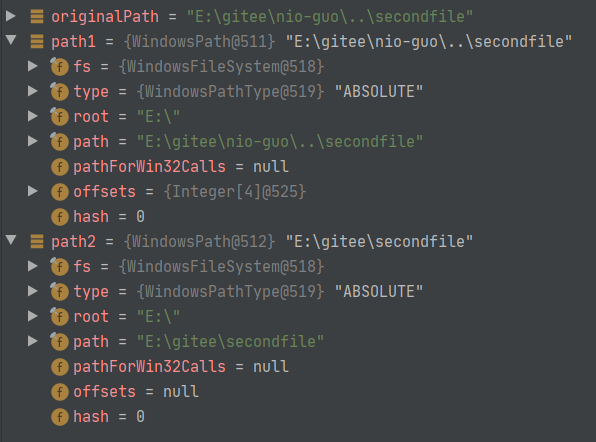 originalPath = "E:\gitee\nio-guo\..\secondfile"
path1 = {WindowsPath@511} "E:\gitee\nio-guo\..\secondfile"
f fs = {WindowsFileSystem@518}
f type = {WindowsPathType@519} "ABSOLUTE"
f root = "E:\"
f path = "E:\gitee\nio-guo\..\secondfile"
f pathForWin32Calls = null
f offsets = {Integer[4]@525}
f hash = 0
path2 = {WindowsPath@512} "E:\gitee\secondfile"
f fs = {WindowsFileSystem@518}
f type = {WindowsPathType@519} "ABSOLUTE"
f root = "E:\"
f path = "E:\gitee\secondfile"
f pathForWin32Calls = null
f offsets = null
f hash = 0